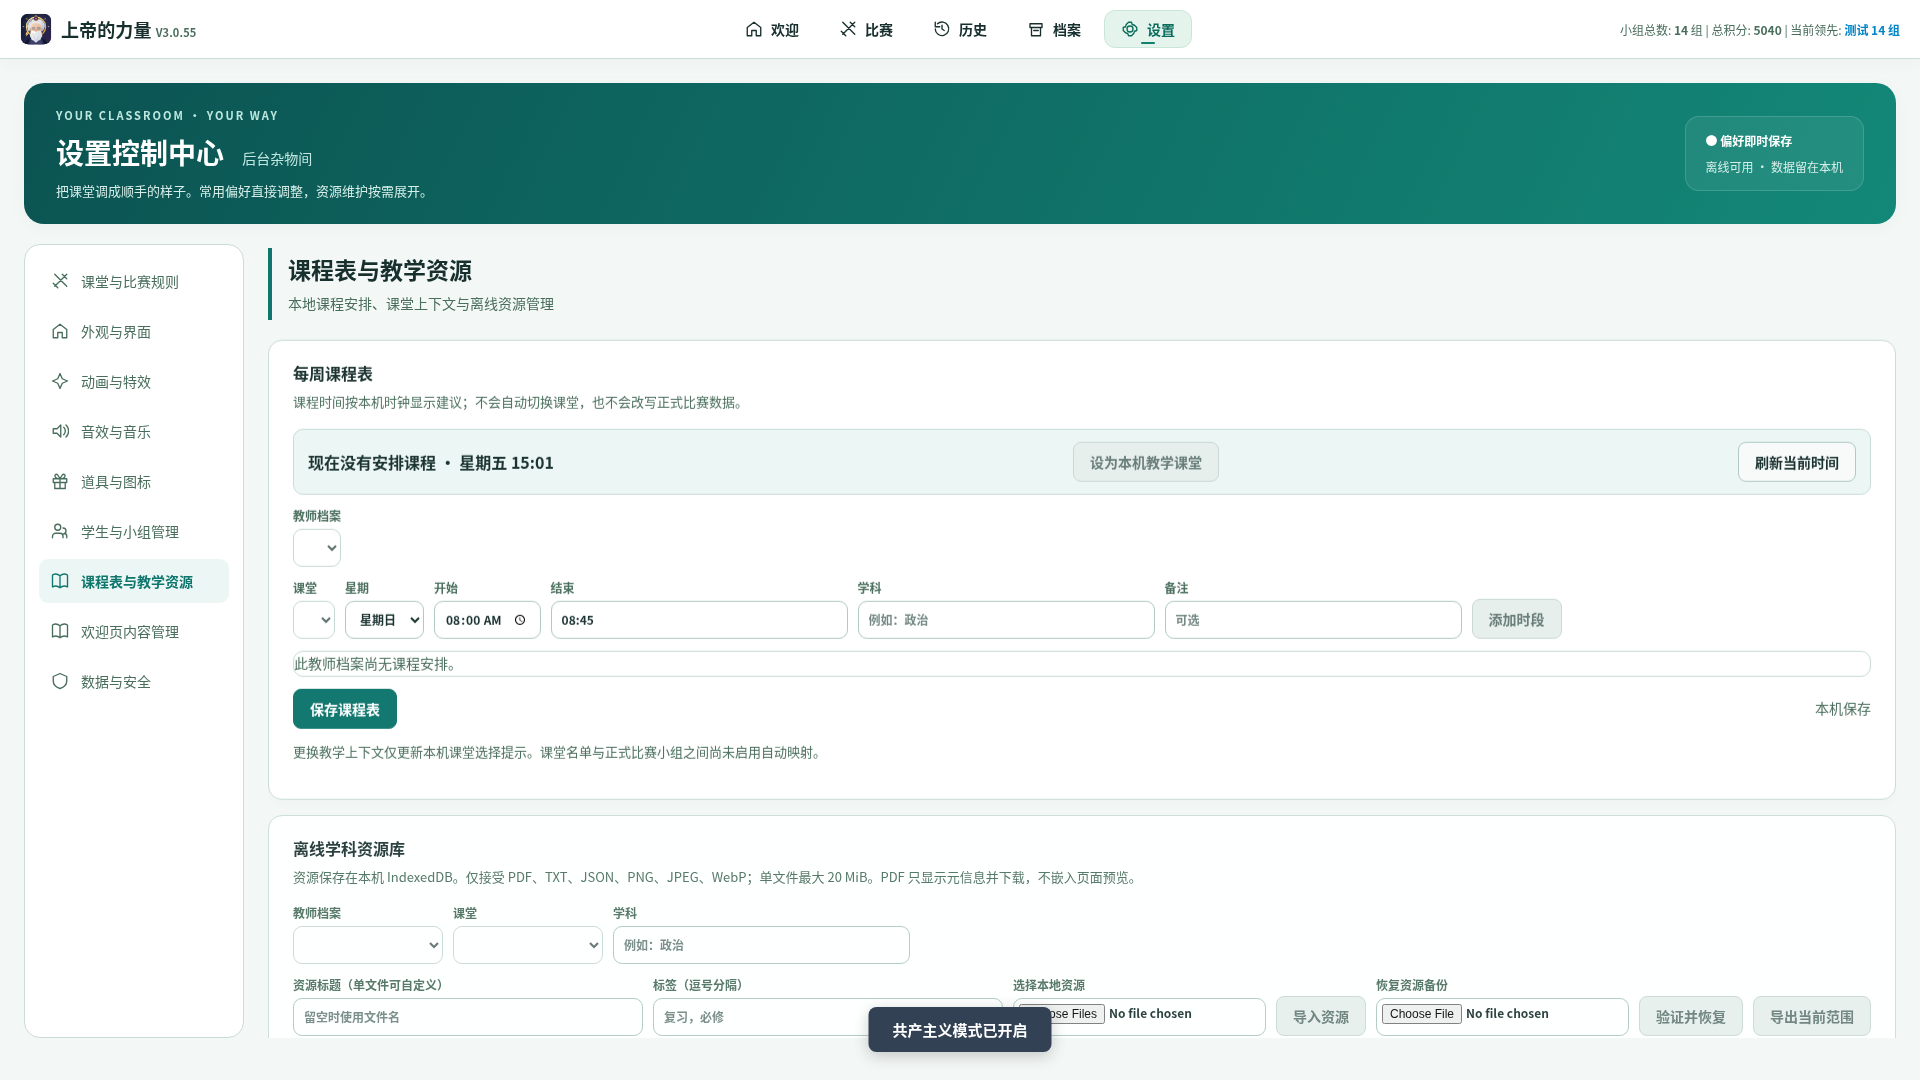 上帝的力量 V3.0.55
欢迎
比赛
历史
档案
设置
小组总数: 14 组 | 总积分: 5040 | 当前领先: 测试 14 组
YOUR CLASSROOM · YOUR WAY
设置控制中心 后台杂物间
把课堂调成顺手的样子。常用偏好直接调整，资源维护按需展开。
偏好即时保存
离线可用 · 数据留在本机
课堂与比赛规则
外观与界面
动画与特效
音效与音乐
道具与图标
学生与小组管理
课程表与教学资源
欢迎页内容管理
数据与安全
课程表与教学资源
本地课程安排、课堂上下文与离线资源管理
每周课程表
课程时间按本机时钟显示建议；不会自动切换课堂，也不会改写正式比赛数据。
现在没有安排课程 · 星期五 15:01
设为本机教学课堂
刷新当前时间
教师档案
课堂 星期 开始 结束 学科 备注
星期日 08:00 AM 08:45 例如：政治 可选 添加时段
此教师档案尚无课程安排。
保存课程表
本机保存
更换教学上下文仅更新本机课堂选择提示。课堂名单与正式比赛小组之间尚未启用自动映射。
离线学科资源库
资源保存在本机 IndexedDB。仅接受 PDF、TXT、JSON、PNG、JPEG、WebP；单文件最大 20 MiB。PDF 只显示元信息并下载，不嵌入页面预览。
教师档案 课堂 学科
例如：政治
资源标题（单文件可自定义） 标签（逗号分隔） 选择本地资源 恢复资源备份
留空时使用文件名 复习，必修 Files No file chosen 导入资源 Choose File No file chosen 验证并恢复 导出当前范围
共产主义模式已开启